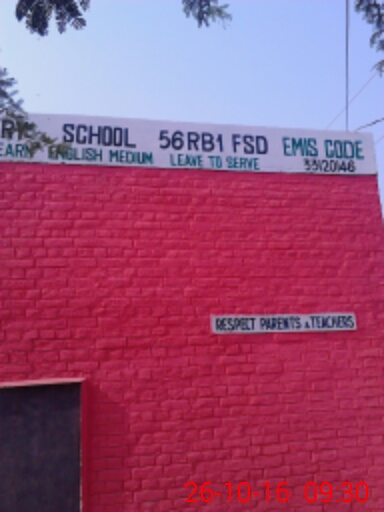 SCHOOL 56RB1 FSD EMIS CODE
ENGLISH MEDIUM LEAVE TO SERVE 33120146
RESPECT PARENTS & TEACHERS
26-10-16 09:30